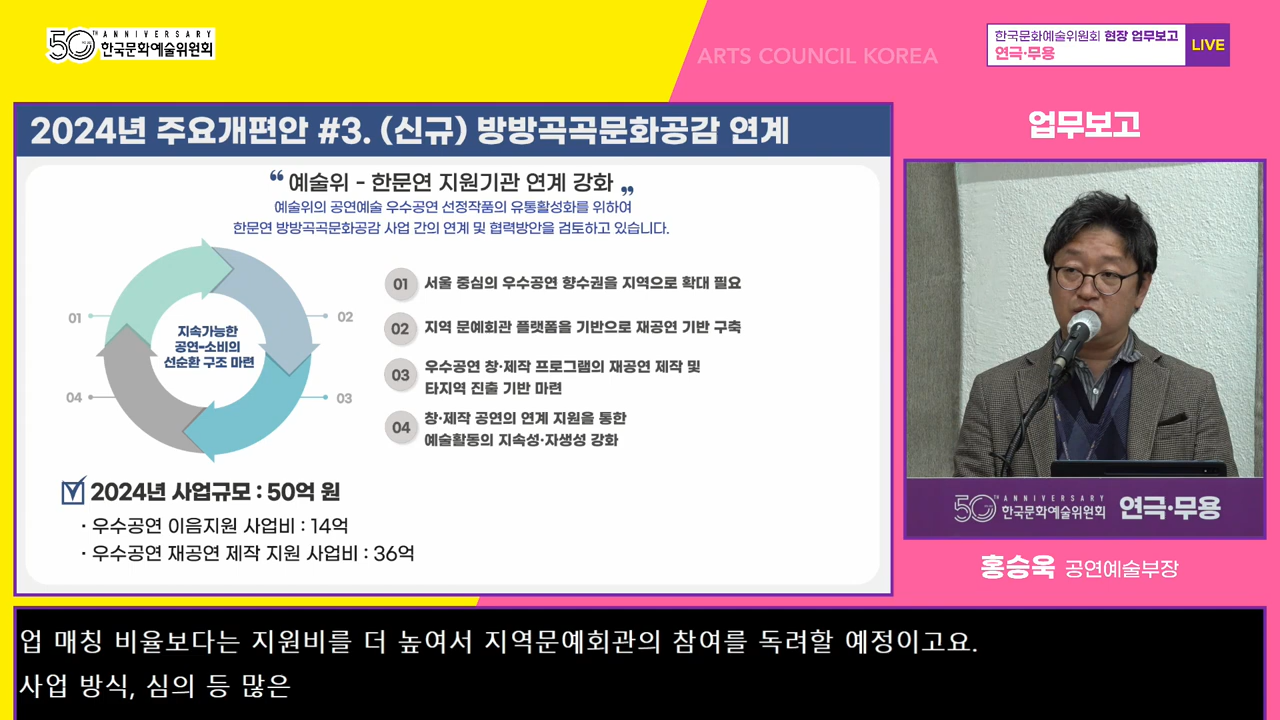 50TH ANNIVERSARY
한국문화예술위원회
ARTS COUNCIL KOREA
한국문화예술위원회 현장 업무보고
연극·무용
LIVE
2024년 주요개편안 #3. (신규) 방방곡곡문화공감 연계
“ 예술위 - 한문연 지원기관 연계 강화 „
예술위의 공연예술 우수공연 선정작품의 유통활성화를 위하여
한문연 방방곡곡문화공감 사업 간의 연계 및 협력방안을 검토하고 있습니다.
01
02
03
04
지속가능한
공연-소비의
선순환 구조 마련
01 서울 중심의 우수공연 향수권을 지역으로 확대 필요
02 지역 문예회관 플랫폼을 기반으로 재공연 기반 구축
03 우수공연 창·제작 프로그램의 재공연 제작 및
타지역 진출 기반 마련
04 창·제작 공연의 연계 지원을 통한
예술활동의 지속성·자생성 강화
2024년 사업규모 : 50억 원
· 우수공연 이음지원 사업비 : 14억
· 우수공연 재공연 제작 지원 사업비 : 36억
업무보고
50TH ANNIVERSARY
한국문화예술위원회 연극·무용
홍승욱 공연예술부장
업 매칭 비율보다는 지원비를 더 높여서 지역문예회관의 참여를 독려할 예정이고요.
사업 방식, 심의 등 많은